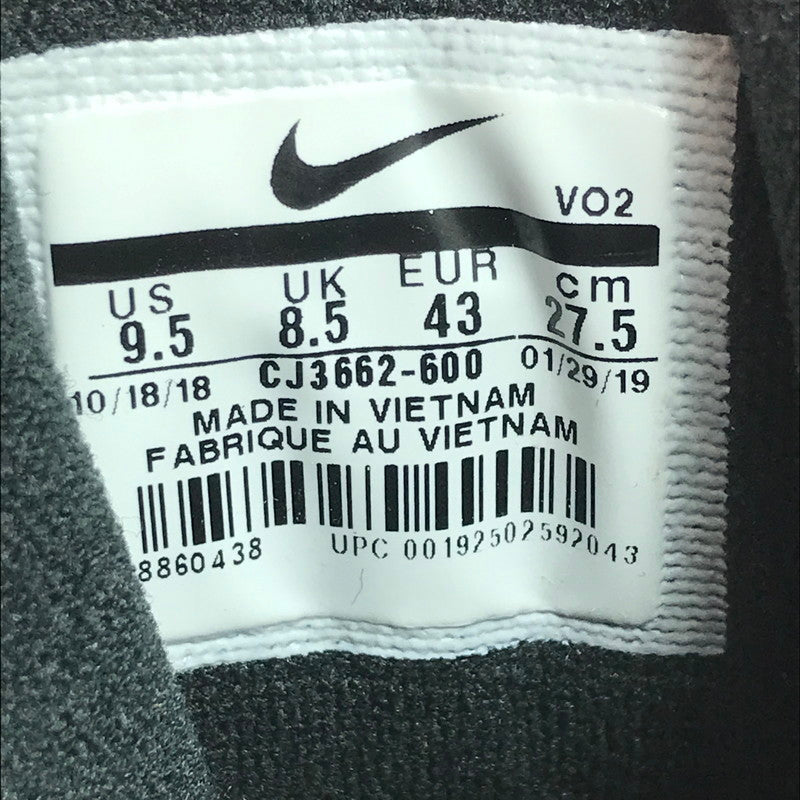 VO2
US UK EUR cm
9.5 8.5 43 27.5
10/18/18 CJ3662-600 01/29/19
MADE IN VIETNAM
FABRIQUE AU VIETNAM
8860438 UPC 00192502592043